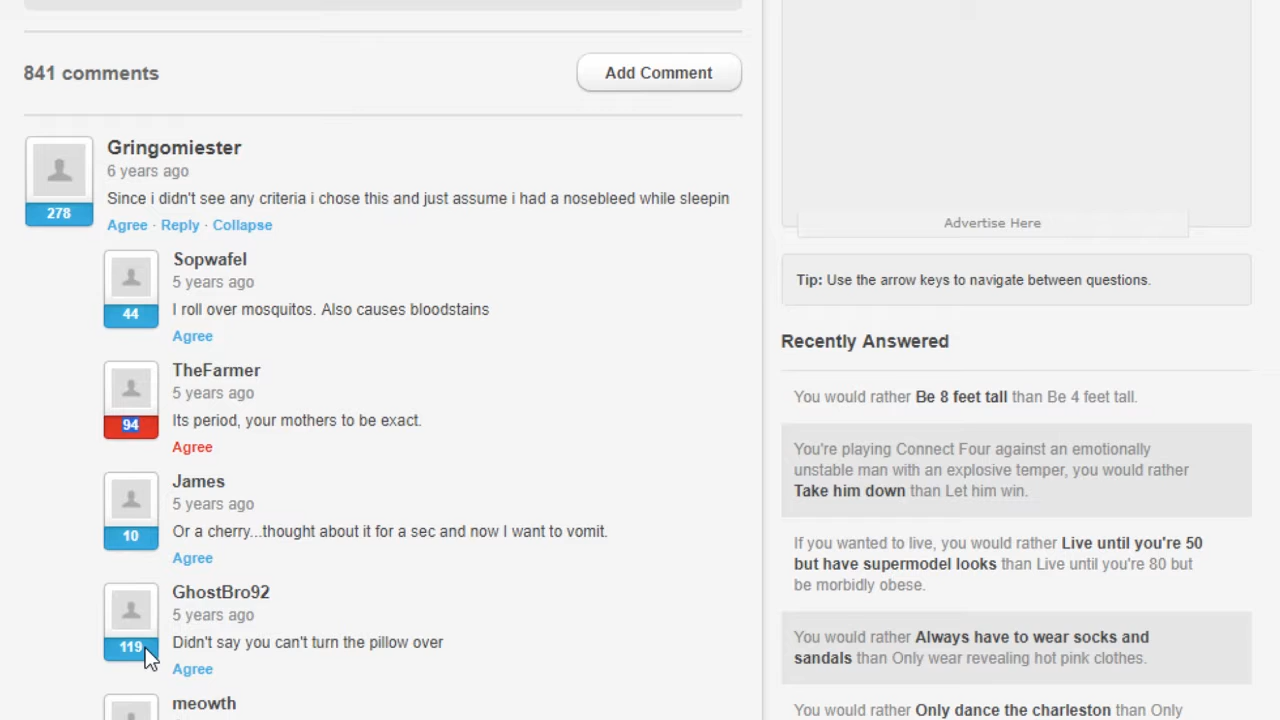 841 comments
Add Comment
Gringomiester
6 years ago
Since i didn't see any criteria i chose this and just assume i had a nosebleed while sleepin
278
Agree · Reply · Collapse
Sopwafel
5 years ago
I roll over mosquitos. Also causes bloodstains
44
Agree
TheFarmer
5 years ago
Its period, your mothers to be exact.
94
Agree
James
5 years ago
Or a cherry...thought about it for a sec and now I want to vomit.
10
Agree
GhostBro92
5 years ago
Didn't say you can't turn the pillow over
119
Agree
meowth
Advertise Here
Tip: Use the arrow keys to navigate between questions.
Recently Answered
You would rather Be 8 feet tall than Be 4 feet tall.
You're playing Connect Four against an emotionally
unstable man with an explosive temper, you would rather
Take him down than Let him win.
If you wanted to live, you would rather Live until you're 50
but have supermodel looks than Live until you're 80 but
be morbidly obese.
You would rather Always have to wear socks and
sandals than Only wear revealing hot pink clothes.
You would rather Only dance the charleston than Only